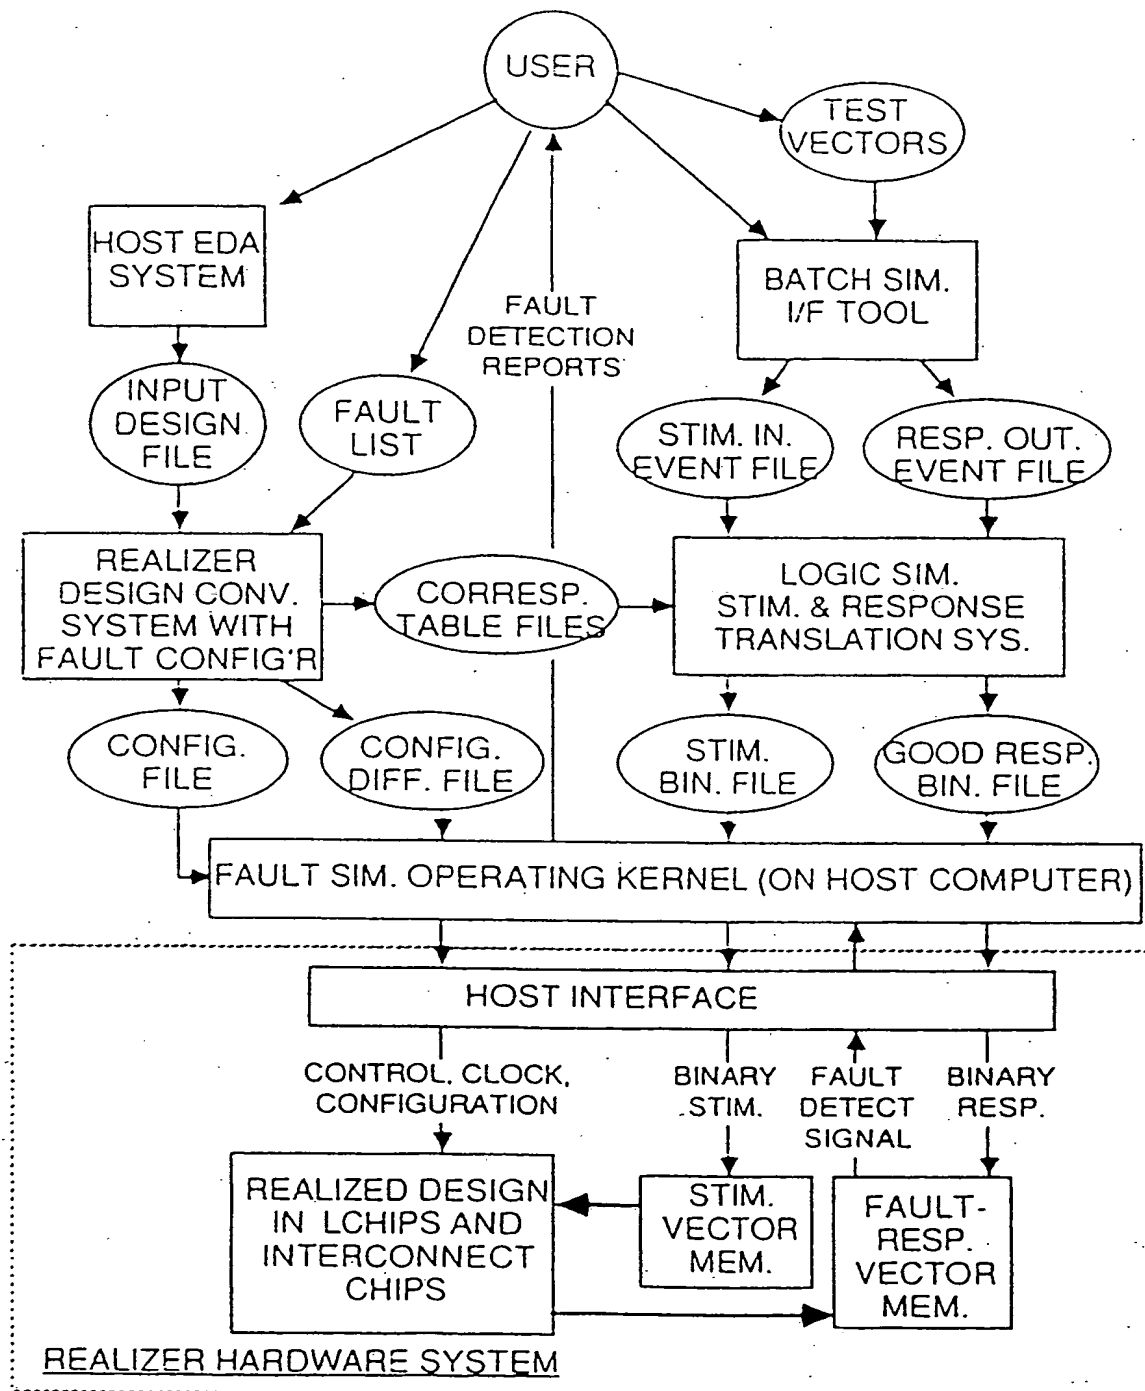 USER
TEST
VECTORS
HOST EDA
SYSTEM
BATCH SIM.
I/F TOOL
FAULT
DETECTION
REPORTS
INPUT
DESIGN
FILE
FAULT
LIST
STIM. IN.
EVENT FILE
RESP. OUT.
EVENT FILE
REALIZER
DESIGN CONV.
SYSTEM WITH
FAULT CONFIG'R
CORRESP.
TABLE FILES
LOGIC SIM.
STIM. & RESPONSE
TRANSLATION SYS.
CONFIG.
FILE
CONFIG.
DIFF. FILE
STIM.
BIN. FILE
GOOD RESP.
BIN. FILE
FAULT SIM. OPERATING KERNEL (ON HOST COMPUTER)
HOST INTERFACE
CONTROL, CLOCK,
CONFIGURATION
BINARY
STIM.
FAULT
DETECT
SIGNAL
BINARY
RESP.
REALIZED DESIGN
IN LCHIPS AND
INTERCONNECT
CHIPS
STIM.
VECTOR
MEM.
FAULT-
RESP.
VECTOR
MEM.
REALIZER HARDWARE SYSTEM